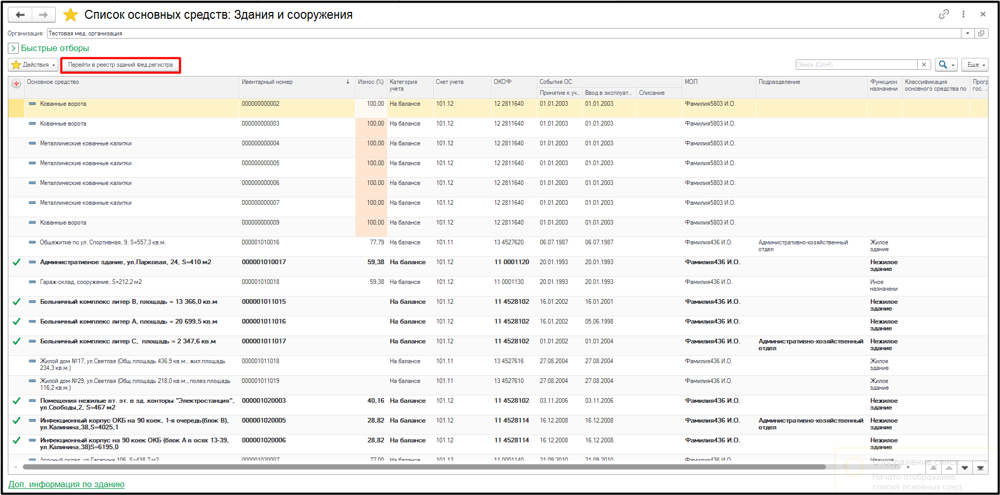 Список основных средств: Здания и сооружения
Организация: Тестовая мед. организация
Быстрые отборы
Действия Перейти в реестр зданий фед.регистра Поиск (Ctrl+F) Еще
Основное средство Ивентарный номер Износ (%) Категория учета Счет учета ОКОФ События ОС МОЛ Подразделение Функцион назначени Классификация основного средства по Прогр гос. ..
Принятие к уч... Ввод в эксплуат... Списание
Кованные ворота 000000000002 100,00 На балансе 101.12 12 2811640 01.01.2003 01.01.2003 Фамилия5803 И.О.
Кованные ворота 000000000003 100,00 На балансе 101.12 12 2811640 01.01.2003 01.01.2003 Фамилия5803 И.О.
Металлические кованные калитки 000000000004 100,00 На балансе 101.12 12 2811640 01.01.2003 01.01.2003 Фамилия5803 И.О.
Металлические кованные калитки 000000000005 100,00 На балансе 101.12 12 2811640 01.01.2003 01.01.2003 Фамилия5803 И.О.
Металлические кованные калитки 000000000006 100,00 На балансе 101.12 12 2811640 01.01.2003 01.01.2003 Фамилия5803 И.О.
Металлические кованные калитки 000000000007 100,00 На балансе 101.12 12 2811640 01.01.2003 01.01.2003 Фамилия5803 И.О.
Кованные ворота 000000000009 100,00 На балансе 101.12 12 2811640 01.01.2003 01.01.2003 Фамилия5803 И.О.
Общежитие по ул. Спортивная, 9, S=557,3 кв.м. 000001010016 77,79 На балансе 101.11 13 4527620 06.07.1987 06.07.1987 Фамилия436 И.О. Административно-хозяйственный Жилое
отдел здание
Административное здание, ул.Парковая, 24, S=410 м2 000001010017 59,38 На балансе 101.12 11 0001120 20.01.1993 20.01.1993 Фамилия436 И.О. Нежилое
здание
Гараж-склад, сооружение, S=212,2 м2 000001010018 59,38 На балансе 101.12 11 0001130 20.01.1993 20.01.1993 Фамилия436 И.О. Иное
назначени
Больничный комплекс литер В, площадь = 13 366,0 кв.м 000001011015 На балансе 101.12 11 4528102 16.01.2002 16.01.2001 Фамилия436 И.О. Нежилое
здание
Больничный комплекс литер А, площадь = 20 699,5 кв.м 000001011016 На балансе 101.12 11 4528102 16.01.2002 05.06.1998 Фамилия436 И.О. Нежилое
здание
Больничный комплекс литер С, площадь = 2 347,6 кв.м 000001011017 На балансе 101.12 11 4528102 01.01.2002 01.01.2004 Фамилия436 И.О. Административно-хозяйственный Нежилое
отдел здание
Жилой дом №17, ул.Светлая (Общ.площадь 436,9 кв.м., жил.площадь 000001011018 На балансе 101.11 13 4527616 27.08.2004 27.08.2004 Фамилия436 И.О. Жилое
234,3 кв.м.) здание
Жилой дом №29, ул.Светлая (Общ.площадь 218,0 кв.м., полез.площадь 000001011019 На балансе 101.11 13 4527610 27.08.2004 27.08.2004 Фамилия436 И.О. Жилое
116,2 кв.м.) здание
Помещения нежилые вт. эт. в зд. конторы "Электростанция", 000001020003 40,16 На балансе 101.12 11 4528102 03.11.2006 03.11.2006 Фамилия436 И.О. Нежилое
ул.Свободы,2, S=467 м2 здание
Инфекционный корпус ОКБ на 90 коек, 1-я очередь(блок В), 000001020005 28,82 На балансе 101.12 11 4528114 16.12.2008 16.12.2008 Фамилия436 И.О. Административно-хозяйственный Нежилое
ул.Калинина,38,S=4025,1 отдел здание
Инфекционный корпус на 90 коек ОКБ (блок А в осях 13-39, 000001020006 28,82 На балансе 101.12 11 4528114 16.12.2008 16.12.2008 Фамилия436 И.О. Нежилое
ул.Калинина,38)S=6195,0 здание
Арочный склад, ул.Гагарина,106, S=438,7 м2 000001020007 77,00 На балансе 101.12 11 0001140 21.09.2010 21.09.2010 Фамилия436 И.О. Нежилое
Отображение списк...
Начато отображение
списка основных сред...
Доп. информация по зданию